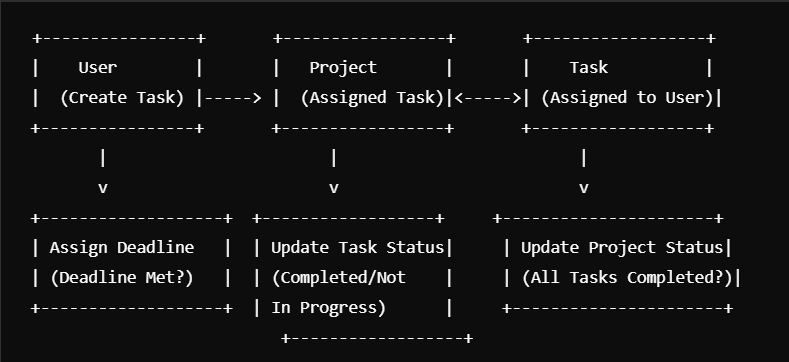 +----------------+       +-----------------+       +------------------+
|    User        |       |   Project       |       |    Task          |
|  (Create Task) |-----> |  (Assigned Task)|<----->| (Assigned to User)|
+----------------+       +-----------------+       +------------------+
       |                       |                         |
       v                       v                         v
+-------------------+  +------------------+     +----------------------+
| Assign Deadline   |  | Update Task Status|     | Update Project Status|
| (Deadline Met?)   |  | (Completed/Not    |     | (All Tasks Completed?)|
+-------------------+  | In Progress)      |     +----------------------+
                          +------------------+